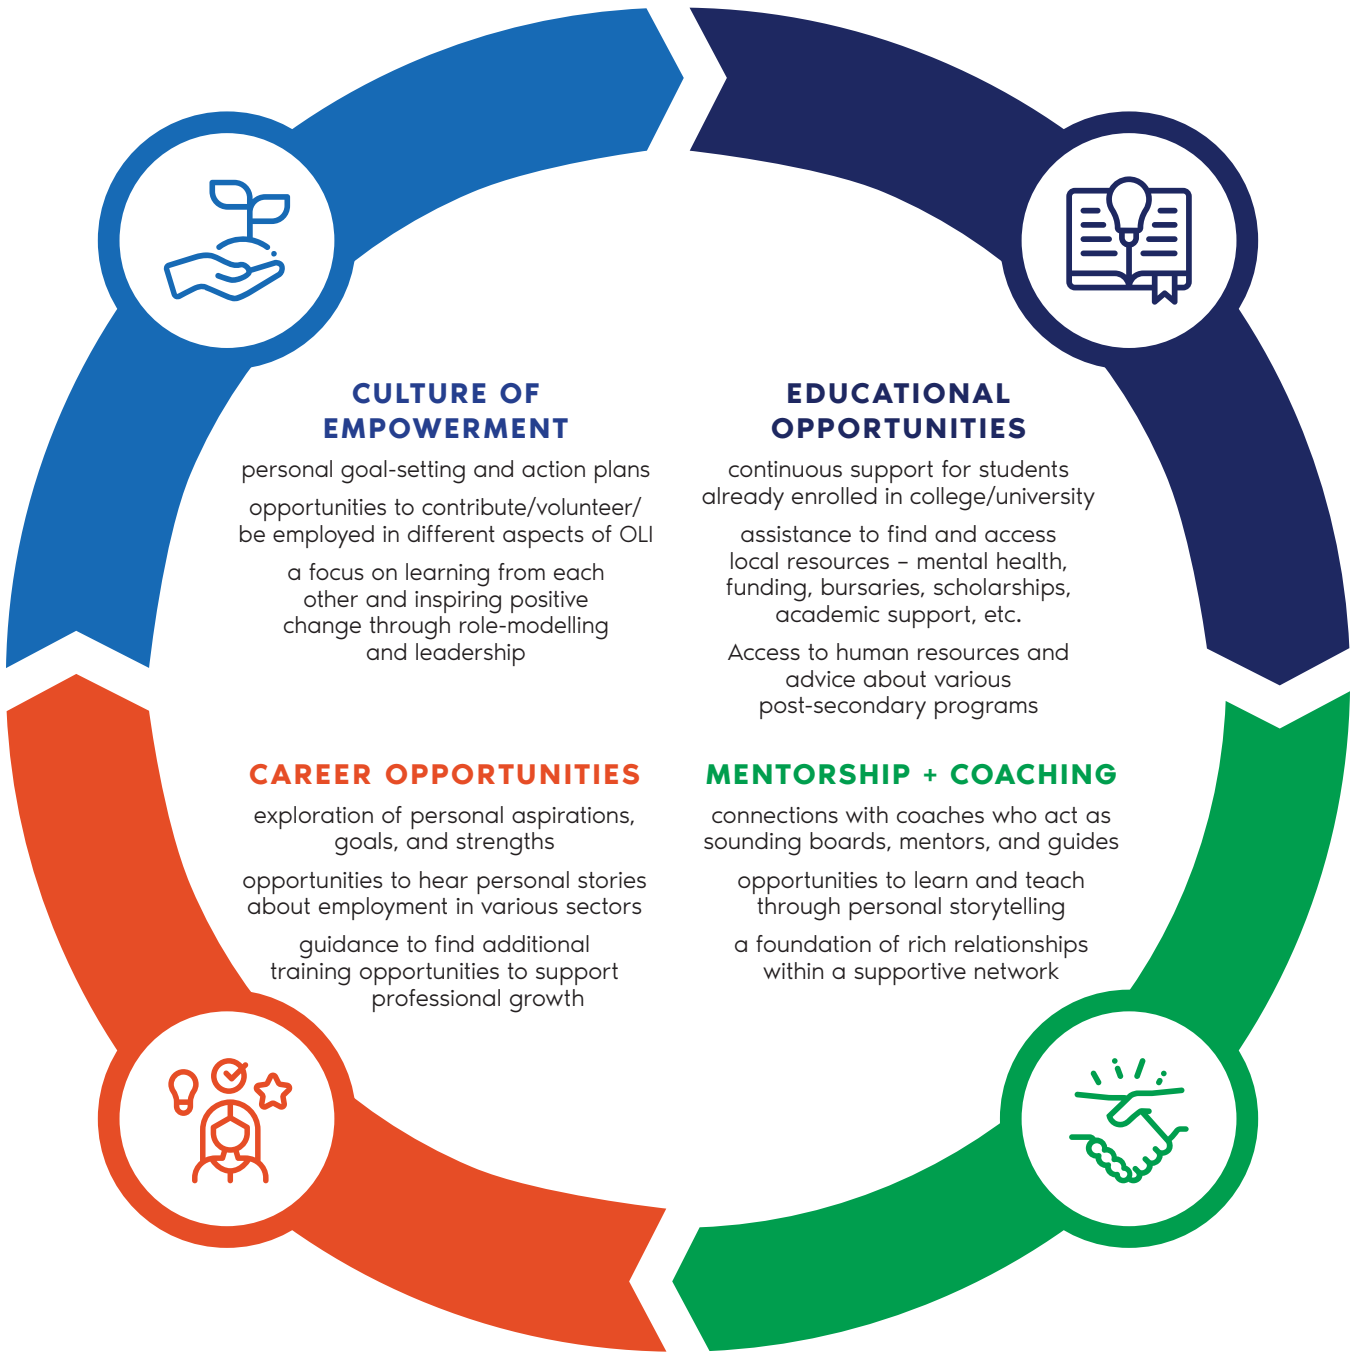 CULTURE OF
EMPOWERMENT
personal goal-setting and action plans
opportunities to contribute/volunteer/
be employed in different aspects of OLI
a focus on learning from each
other and inspiring positive
change through role-modelling
and leadership
EDUCATIONAL
OPPORTUNITIES
continuous support for students
already enrolled in college/university
assistance to find and access
local resources – mental health,
funding, bursaries, scholarships,
academic support, etc.
Access to human resources and
advice about various
post-secondary programs
CAREER OPPORTUNITIES
exploration of personal aspirations,
goals, and strengths
opportunities to hear personal stories
about employment in various sectors
guidance to find additional
training opportunities to support
professional growth
MENTORSHIP + COACHING
connections with coaches who act as
sounding boards, mentors, and guides
opportunities to learn and teach
through personal storytelling
a foundation of rich relationships
within a supportive network